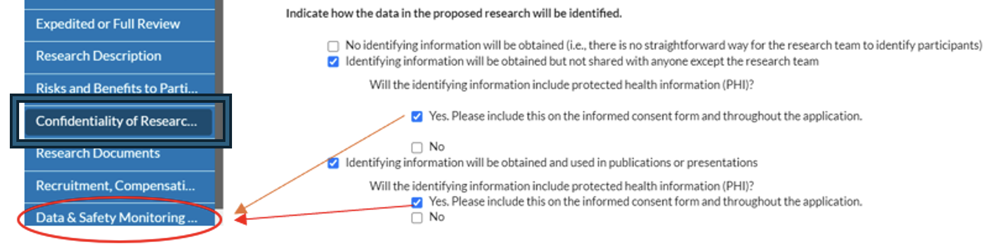 Expedited or Full Review
Research Description
Risks and Benefits to Parti...
Confidentiality of Researc...
Research Documents
Recruitment, Compensati...
Data & Safety Monitoring ...
Indicate how the data in the proposed research will be identified.
No identifying information will be obtained (i.e., there is no straightforward way for the research team to identify participants)
Identifying information will be obtained but not shared with anyone except the research team
Will the identifying information include protected health information (PHI)?
Yes. Please include this on the informed consent form and throughout the application.
No
Identifying information will be obtained and used in publications or presentations
Will the identifying information include protected health information (PHI)?
Yes. Please include this on the informed consent form and throughout the application.
No